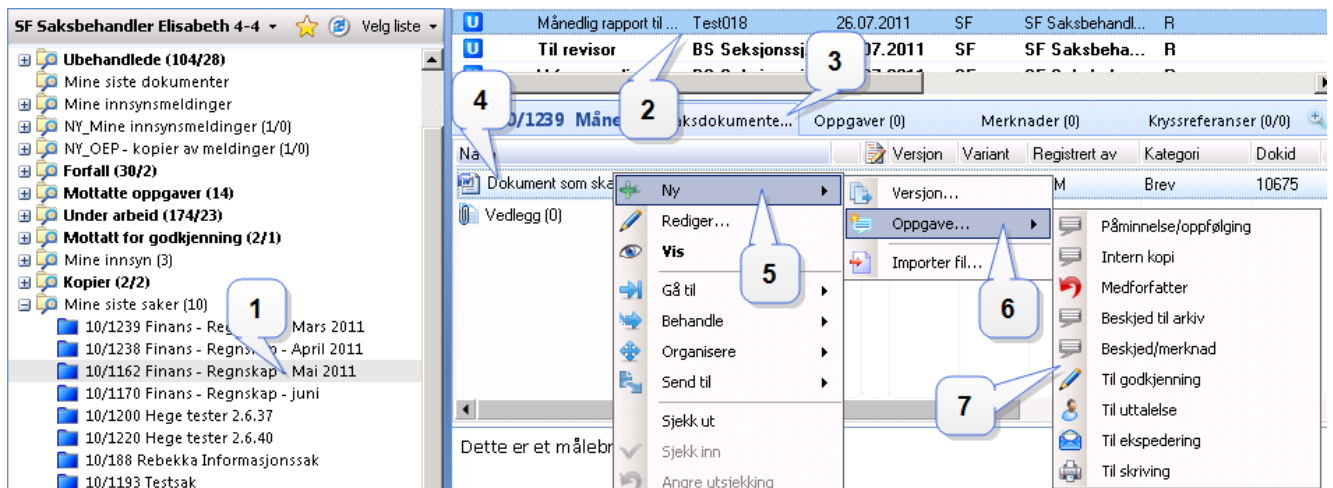 SF Saksbehandler Elisabeth 4-4 Velg liste
Ubehandlede (104/28)
Mine siste dokumenter
Mine innsynsmeldinger
NY_Mine innsynsmeldinger (1/0)
NY_OEP - kopier av meldinger (1/0)
Forfall (30/2)
Mottatte oppgaver (14)
Under arbeid (174/23)
Mottatt for godkjenning (2/1)
Mine innsyn (3)
Kopier (2/2)
Mine siste saker (10)
10/1239 Finans - Reg Mars 2011
10/1238 Finans - Regnskap - April 2011
10/1162 Finans - Regnskap - Mai 2011
10/1170 Finans - Regnskap - juni
10/1200 Hege tester 2.6.37
10/1220 Hege tester 2.6.40
10/188 Rebekka Informasjonssak
10/1193 Testsak
1
U Månedlig rapport til ... Test018 26.07.2011 SF SF Saksbehandl... R
U Til revisor BS Seksjonssj 07.2011 SF SF Saksbeha... R
2
3
4
0/1239 Måne ksdokumente... Oppgaver (0) Merknader (0) Kryssreferanser (0/0)
Na Versjon Variant Registrert av Kategori Dokid
Dokument som ska M Brev 10675
Vedlegg (0)
Dette er et målebr
Ny
Rediger...
Vis
Gå til
Behandle
Organisere
Send til
Sjekk ut
Sjekk inn
Angre utsjekking
5
Versjon...
Oppgave...
Importer fil...
6
Påminnelse/oppfølging
Intern kopi
Medforfatter
Beskjed til arkiv
Beskjed/merknad
Til godkjenning
Til uttalelse
Til ekspedering
Til skriving
7